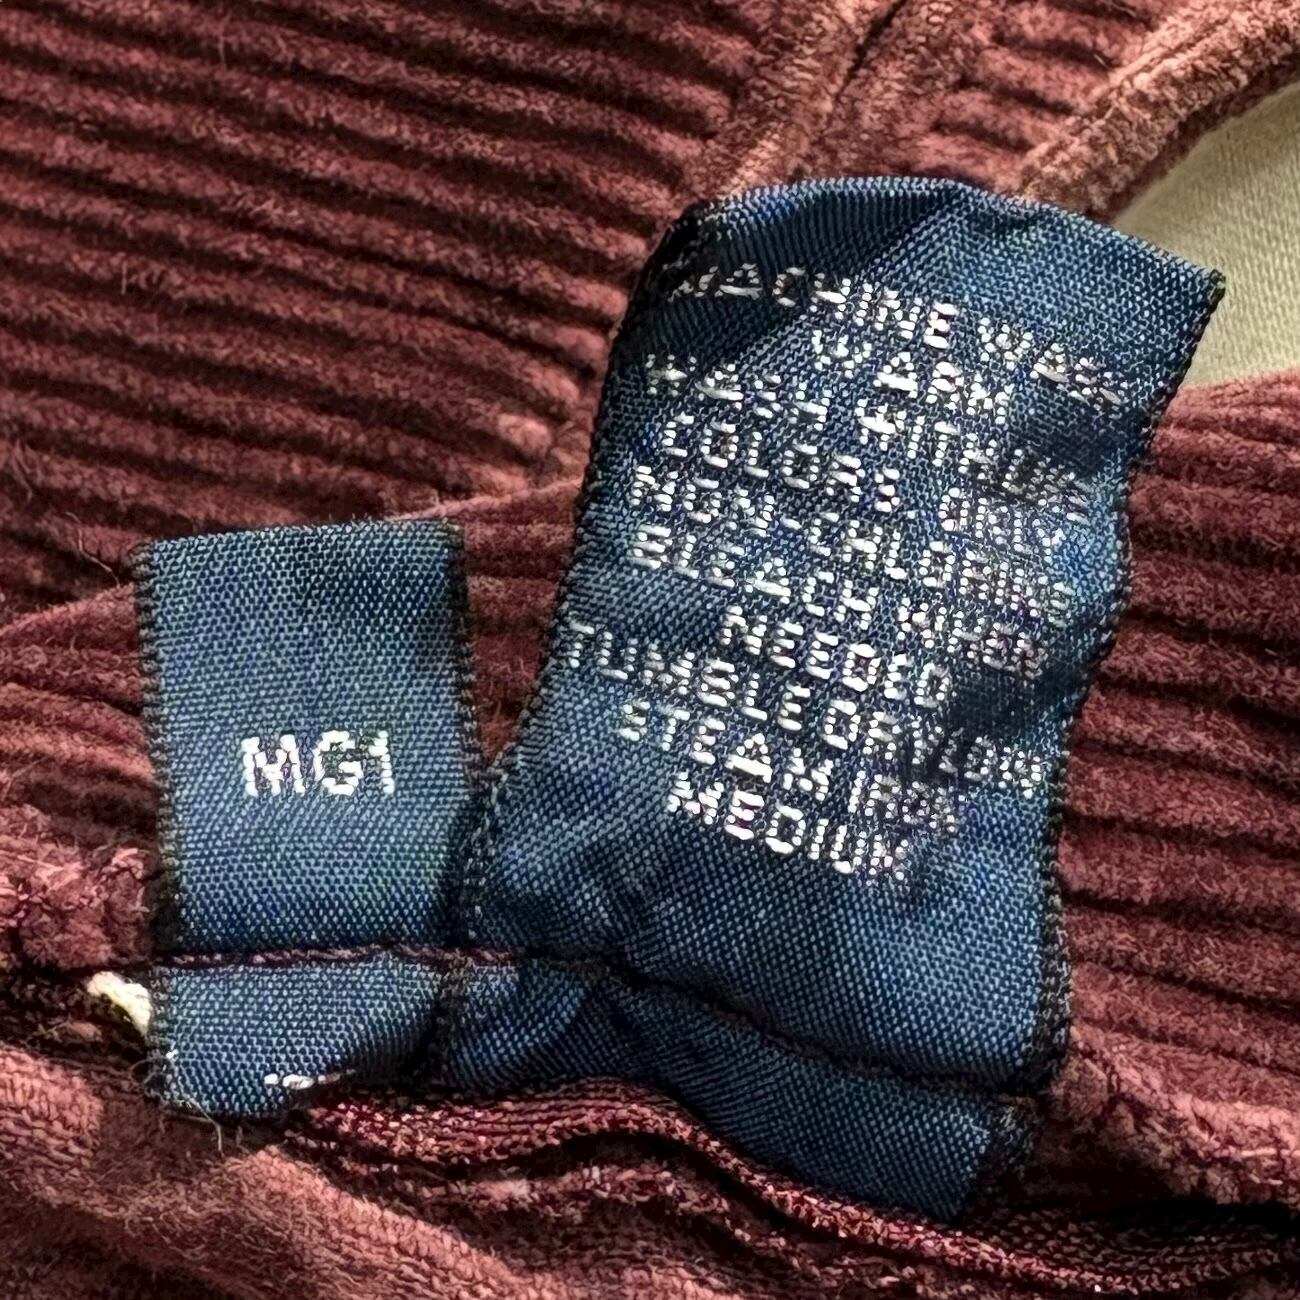 MACHINE WASH
WARM
WASH WITH LIKE
COLORS ONLY
NON-CHLORINE
BLEACH WHEN
NEEDED
TUMBLE DRY LOW
STEAM IRON
MEDIUM
MG1